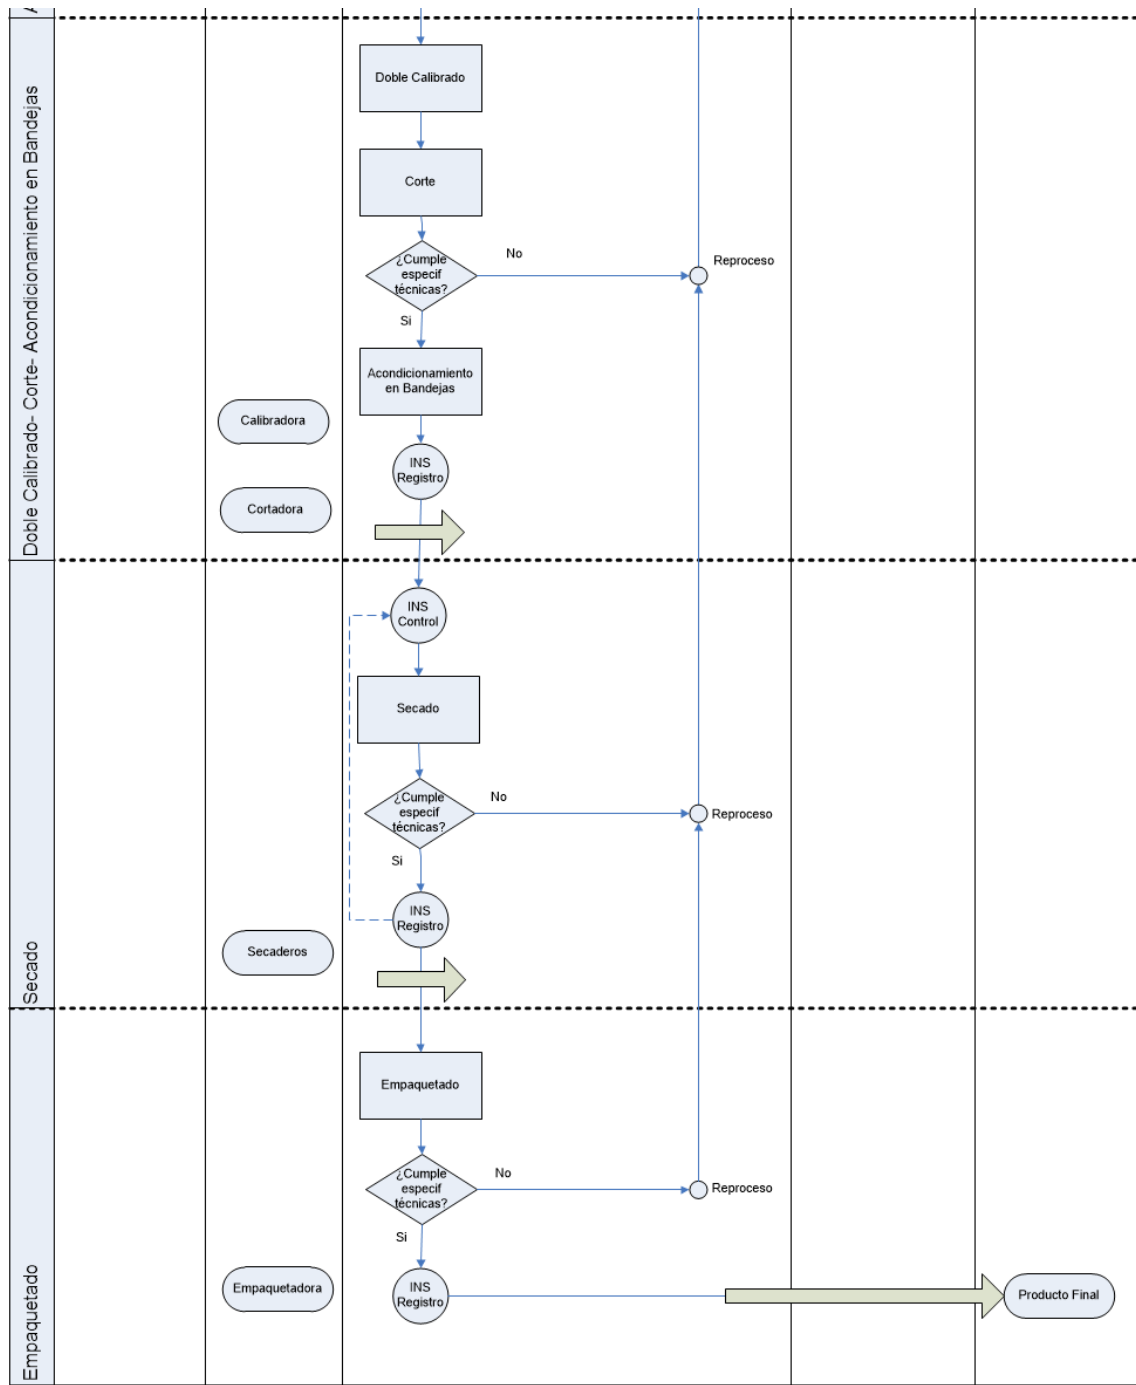 Doble Calibrado- Corte- Acondicionamiento en Bandejas
Doble Calibrado
Corte
¿Cumple
especif
técnicas?
No
Reproceso
Si
Acondicionamiento
en Bandejas
Calibradora
INS
Registro
Cortadora
Secado
INS
Control
Secado
¿Cumple
especif
técnicas?
No
Reproceso
Si
INS
Registro
Secaderos
Empaquetado
Empaquetado
¿Cumple
especif
técnicas?
No
Reproceso
Si
Empaquetadora
INS
Registro
Producto Final